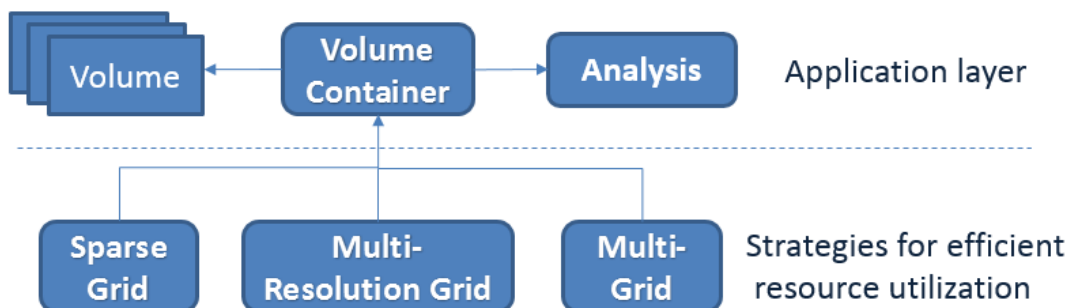 Volume
Volume
Container
Analysis
Application layer
Sparse
Grid
Multi-
Resolution Grid
Multi-
Grid
Strategies for efficient
resource utilization